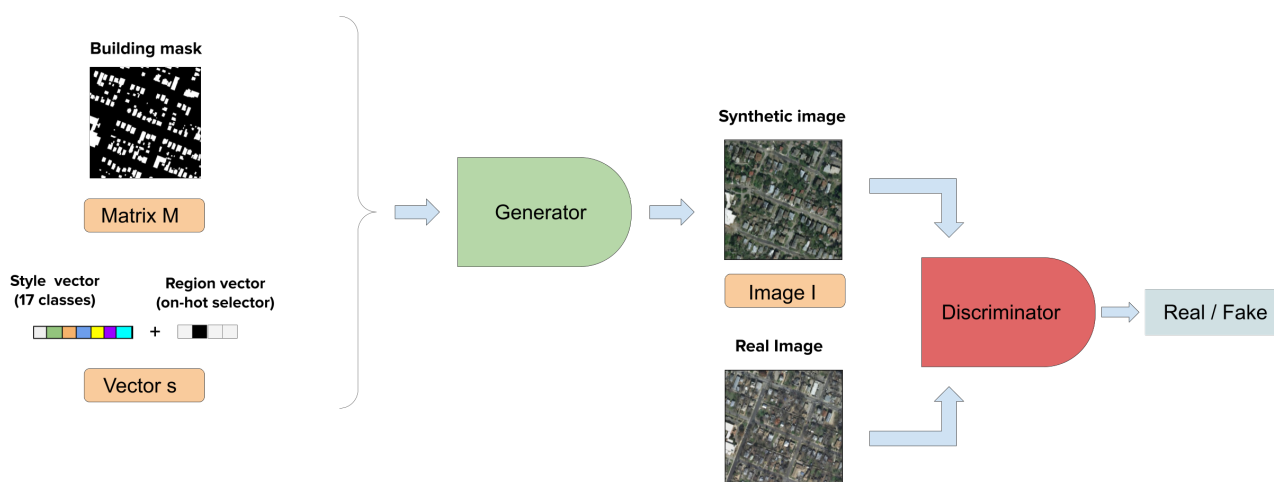 Building mask
Matrix M
Style vector
(17 classes)
+
Region vector
(on-hot selector)
Vector s
Generator
Synthetic image
Image I
Real Image
Discriminator
Real / Fake